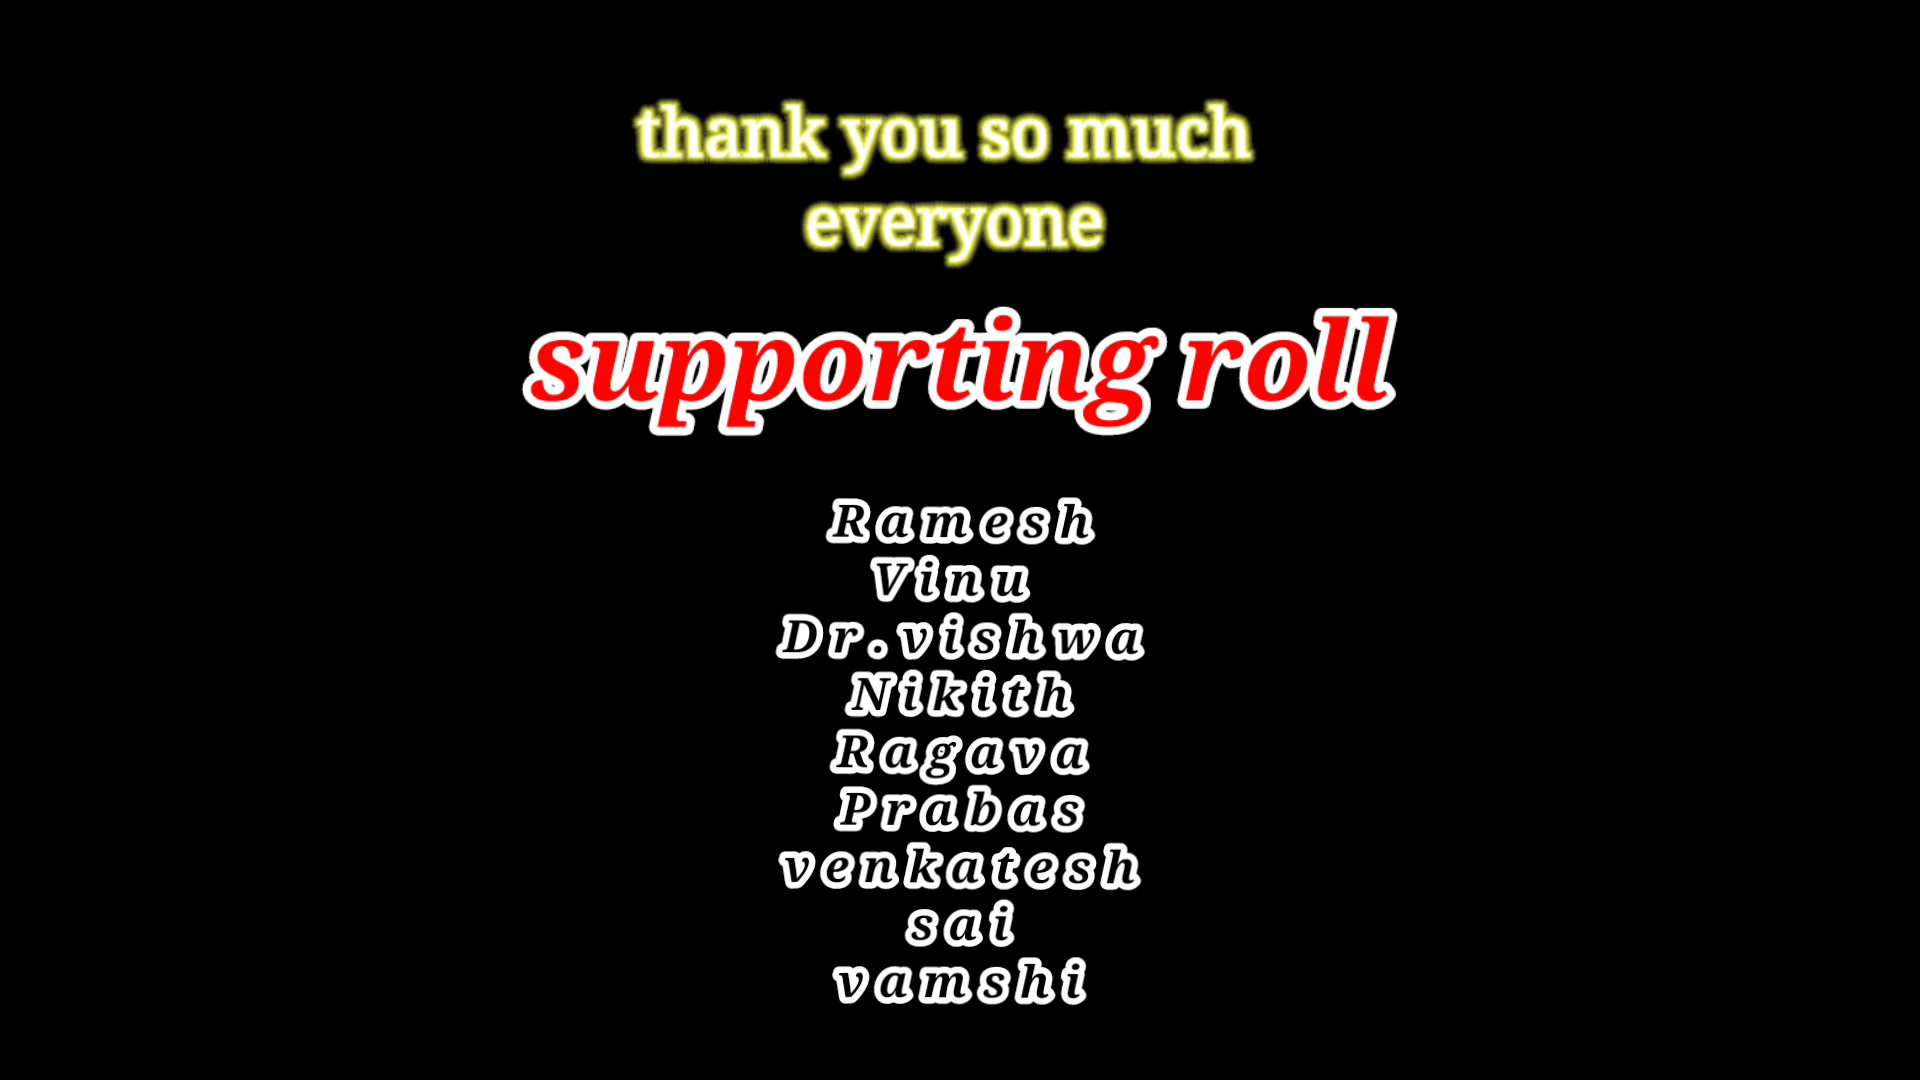 thank you so much
everyone
supporting roll
Ramesh
Vinu
Dr.vishwa
Nikith
Ragava
Prabas
venkatesh
sai
vamshi